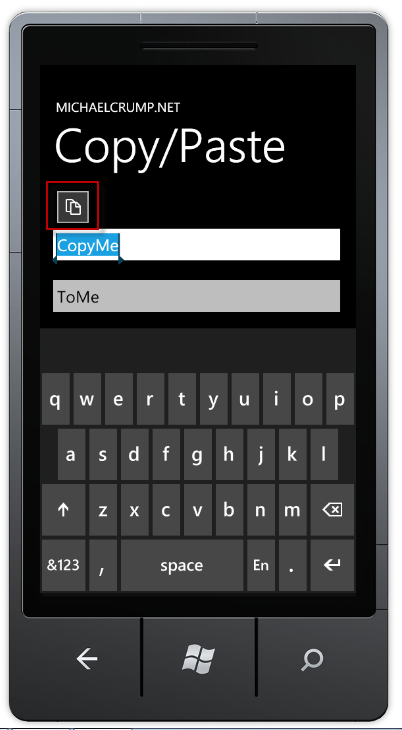 MICHAELCRUMP.NET
Copy/Paste
CopyMe
ToMe
q w e r t y u i o p
a s d f g h j k l
z x c v b n m
&123 , space En .